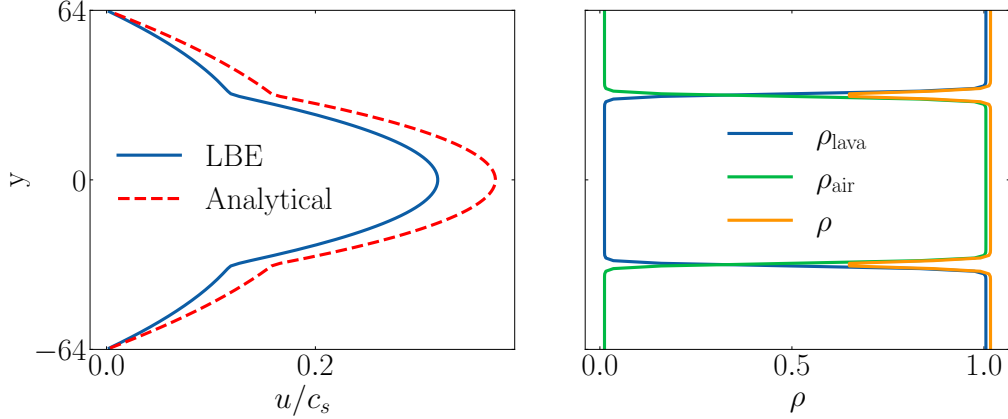 64
0
−64
y
LBE
Analytical
0.0
0.2
u/c_s
ρ_lava
ρ_air
ρ
0.0
0.5
1.0
ρ